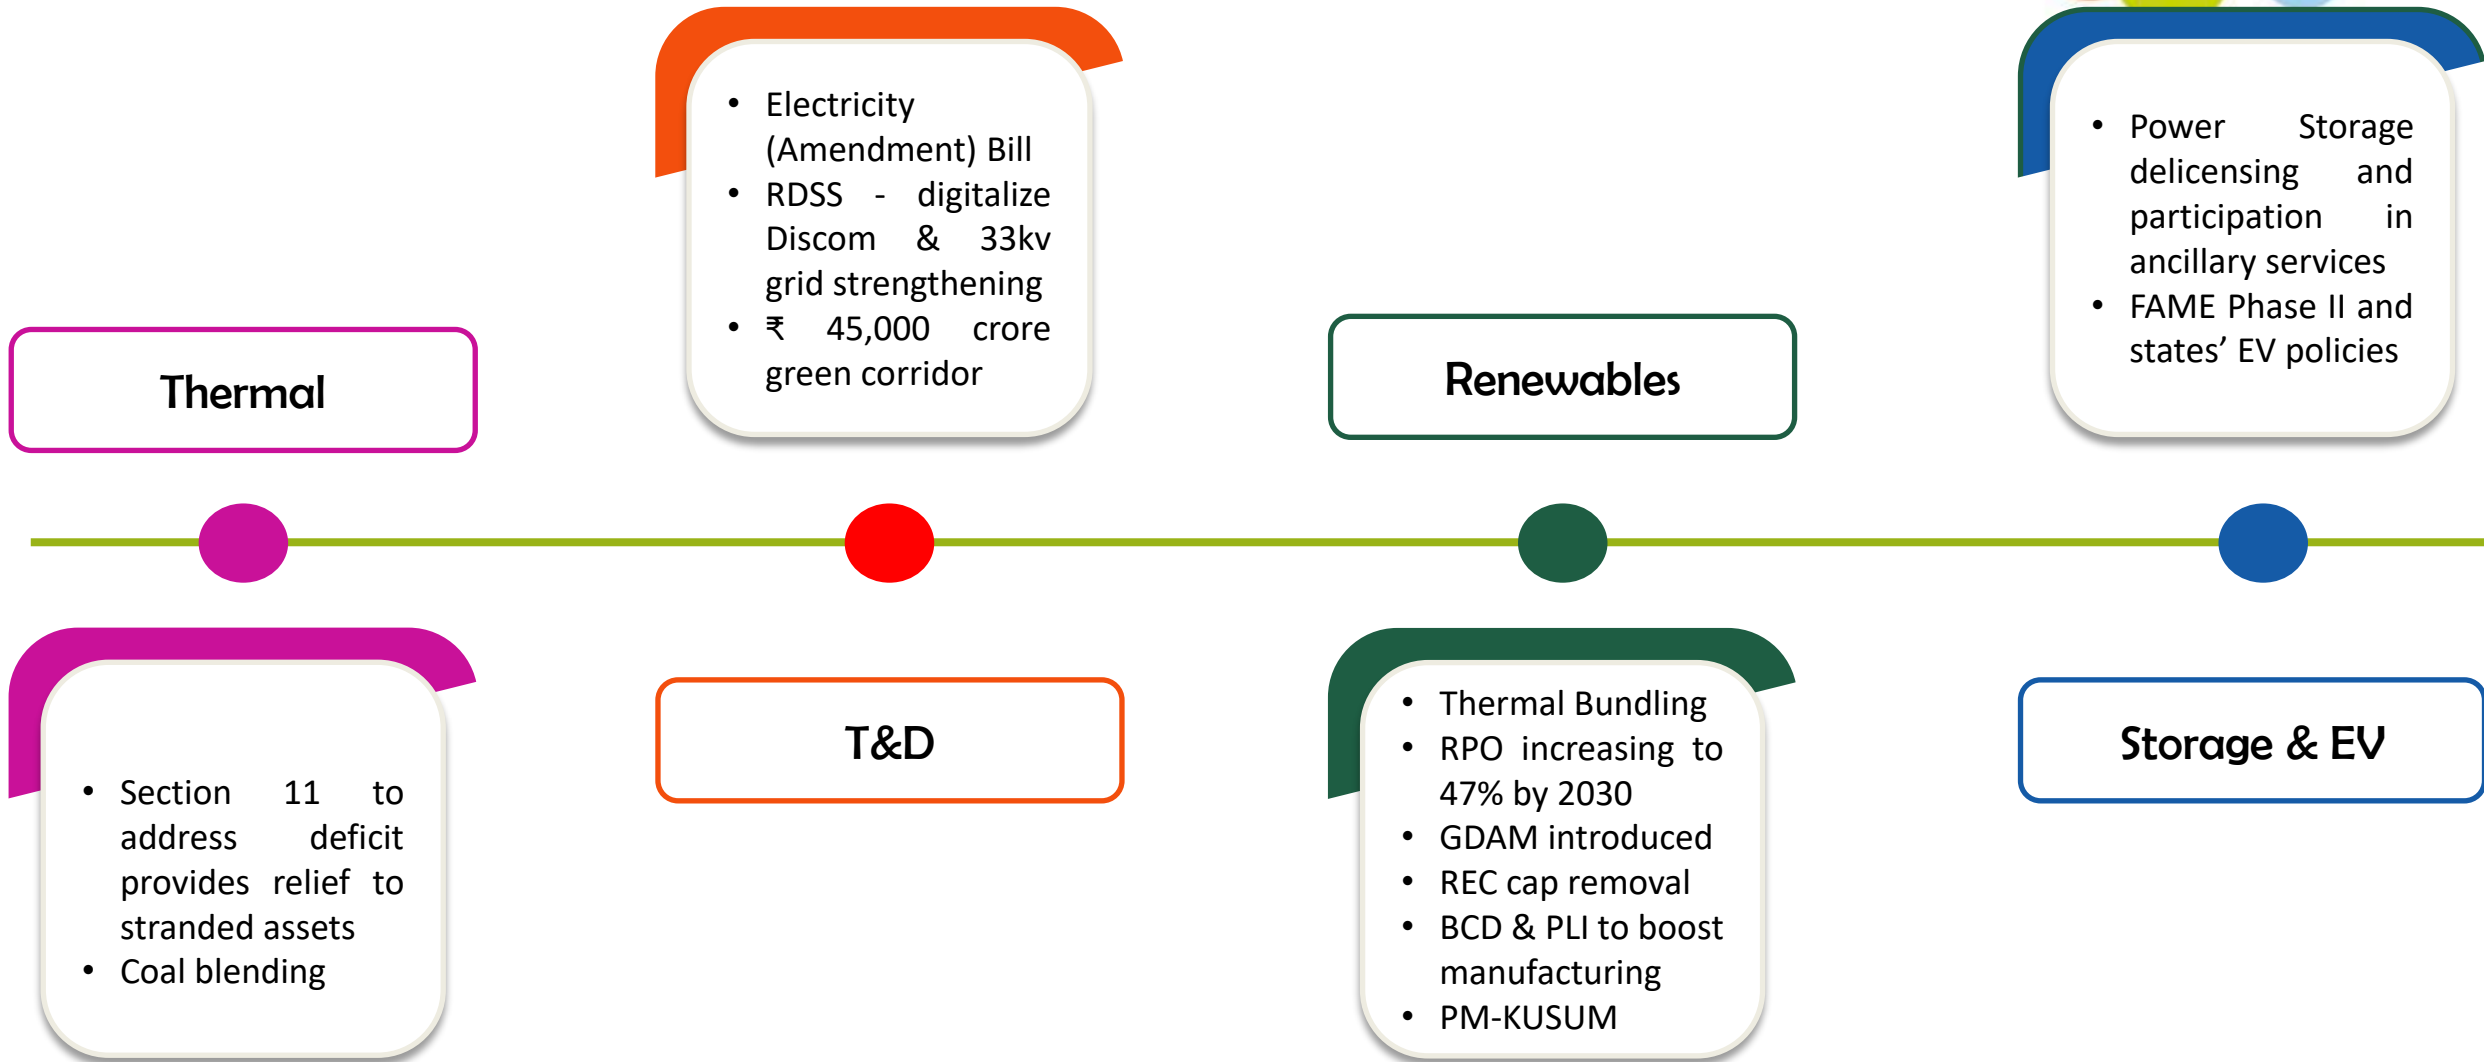 Thermal
• Section 11 to
address deficit
provides relief to
stranded assets
• Coal blending
• Electricity
(Amendment) Bill
• RDSS - digitalize
Discom & 33kv
grid strengthening
• ₹ 45,000 crore
green corridor
T&D
Renewables
• Thermal Bundling
• RPO increasing to
47% by 2030
• GDAM introduced
• REC cap removal
• BCD & PLI to boost
manufacturing
• PM-KUSUM
• Power Storage
delicensing and
participation in
ancillary services
• FAME Phase II and
states’ EV policies
Storage & EV